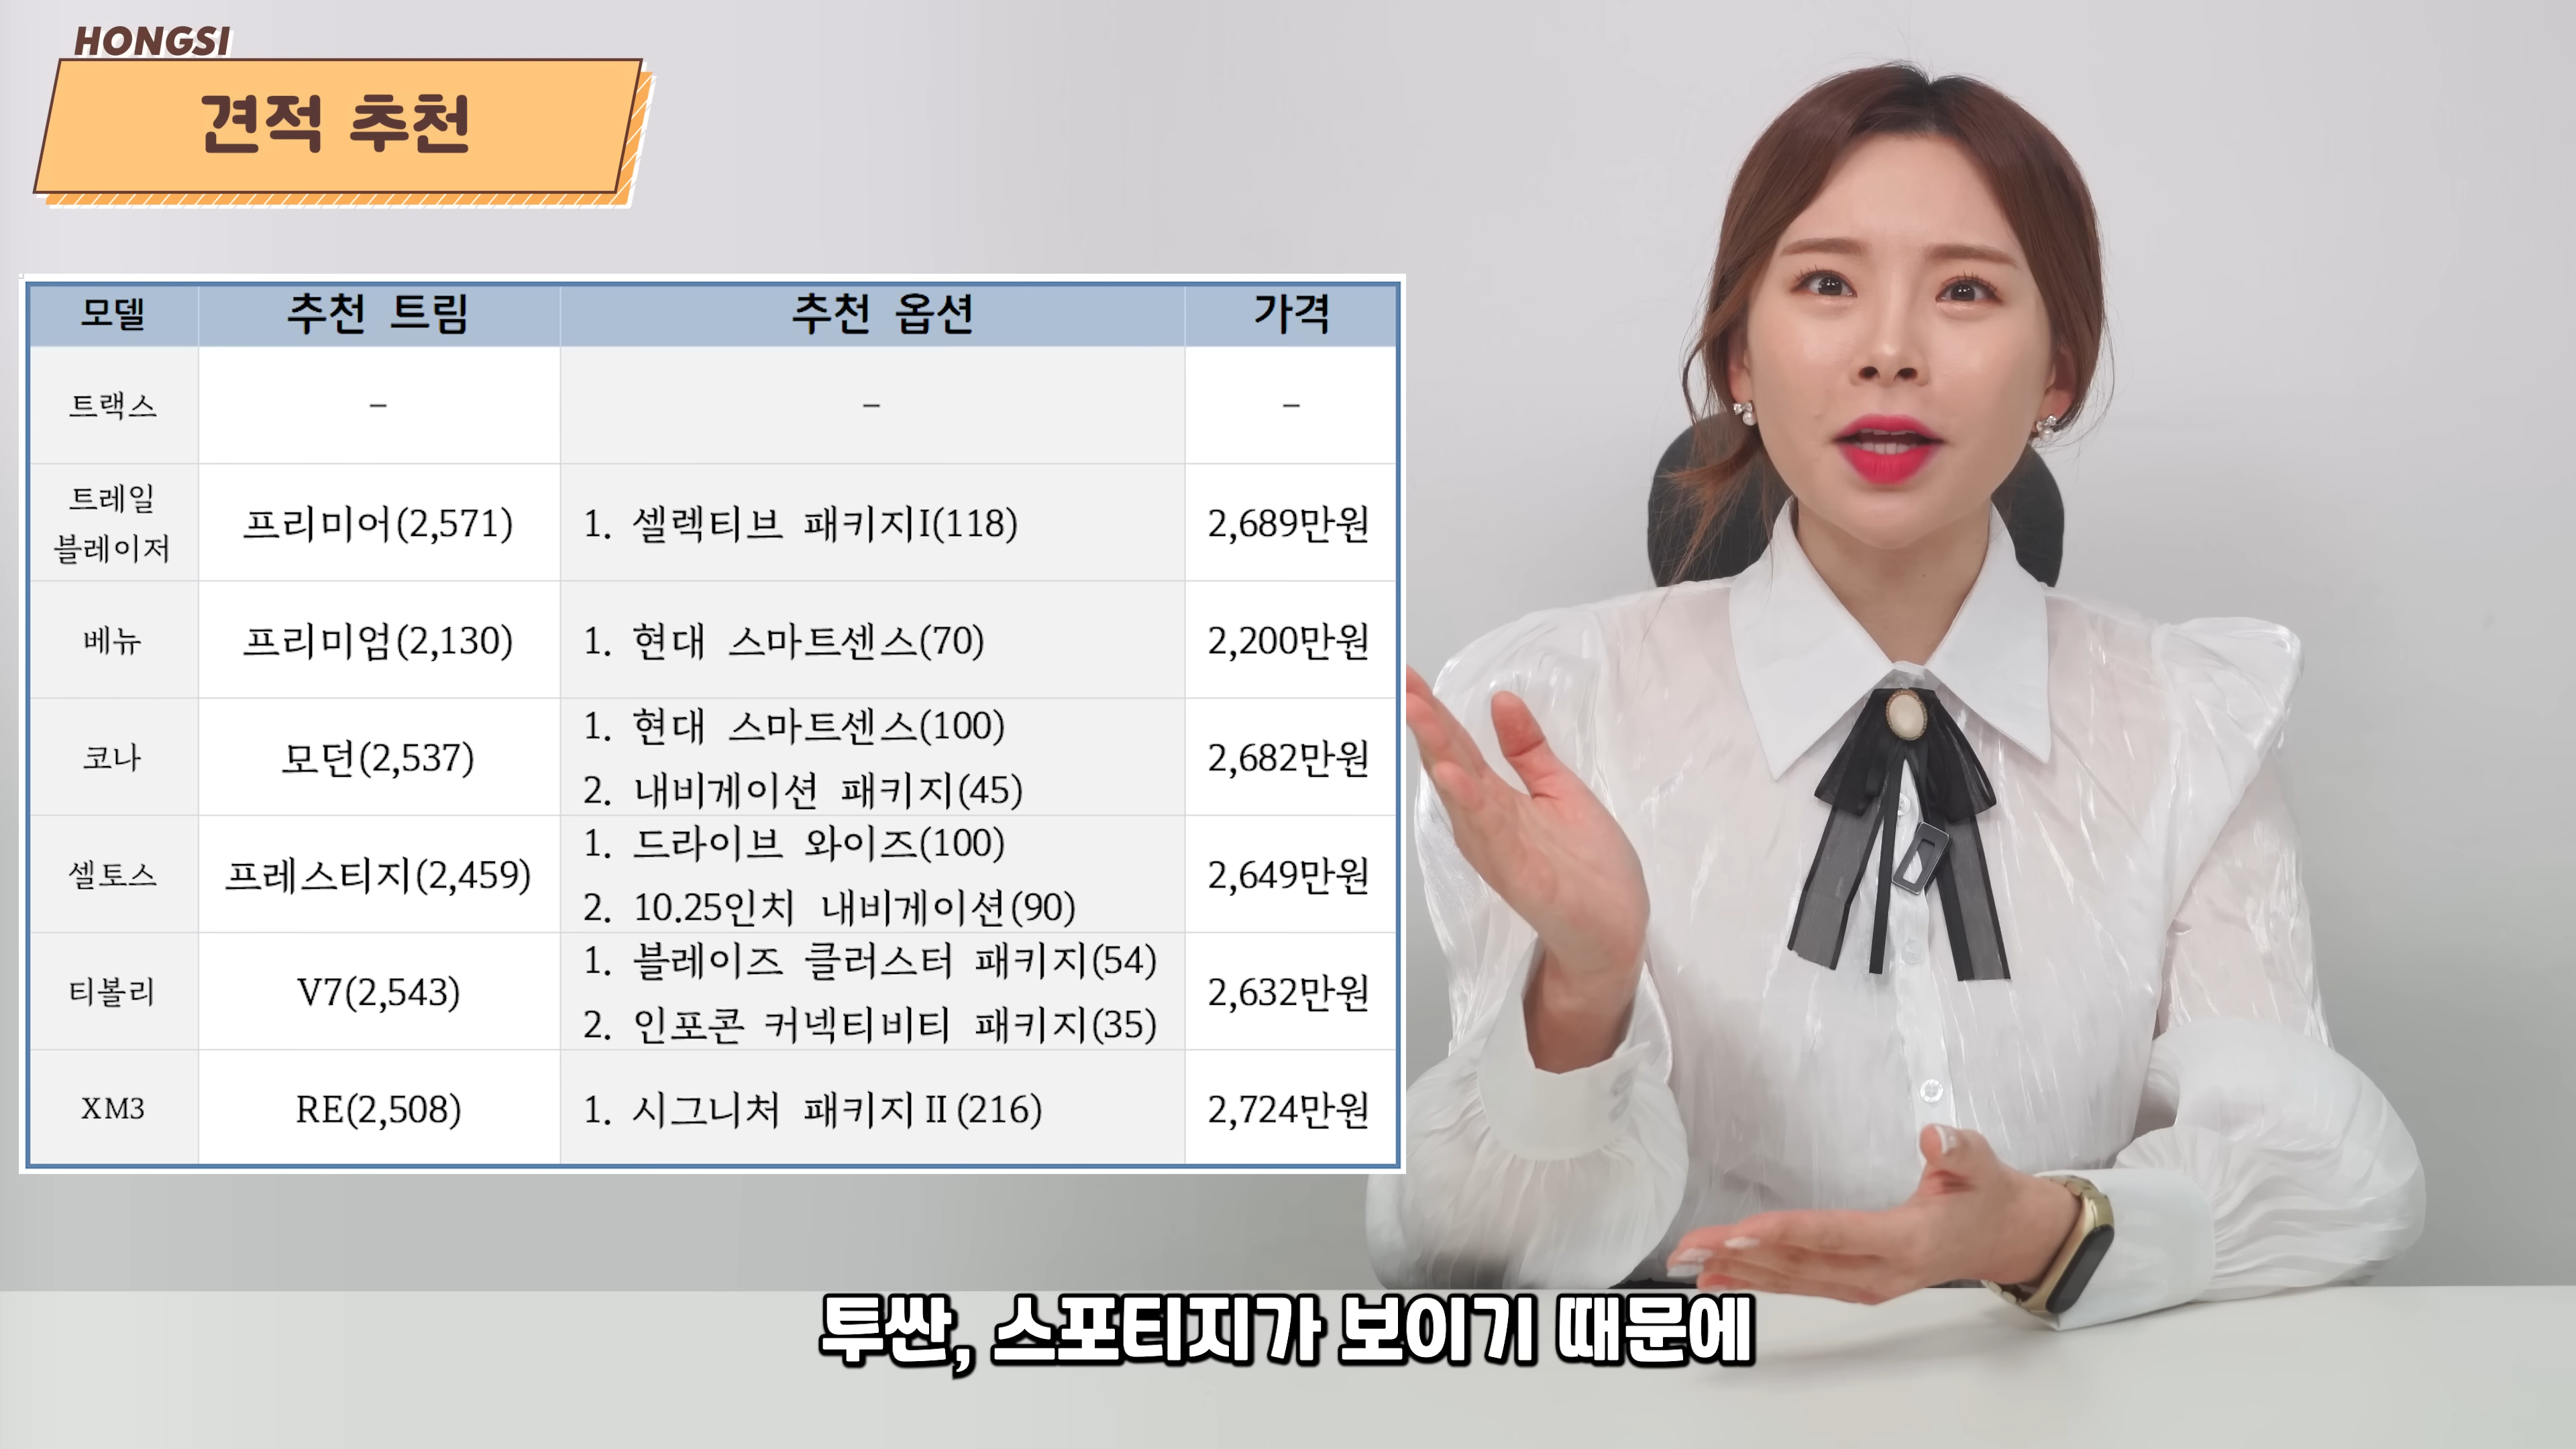 HONGSI
견적 추천
모델 추천 트림 추천 옵션 가격
트랙스 – – –
트레일
블레이저
프리미어(2,571) 1. 셀렉티브 패키지I(118) 2,689만원
베뉴 프리미엄(2,130) 1. 현대 스마트센스(70) 2,200만원
코나 모던(2,537)
1. 현대 스마트센스(100)
2. 내비게이션 패키지(45)
2,682만원
셀토스 프레스티지(2,459)
1. 드라이브 와이즈(100)
2. 10.25인치 내비게이션(90)
2,649만원
티볼리 V7(2,543)
1. 블레이즈 클러스터 패키지(54)
2. 인포콘 커넥티비티 패키지(35)
2,632만원
XM3 RE(2,508) 1. 시그니처 패키지Ⅱ(216) 2,724만원
투싼, 스포티지가 보이기 때문에